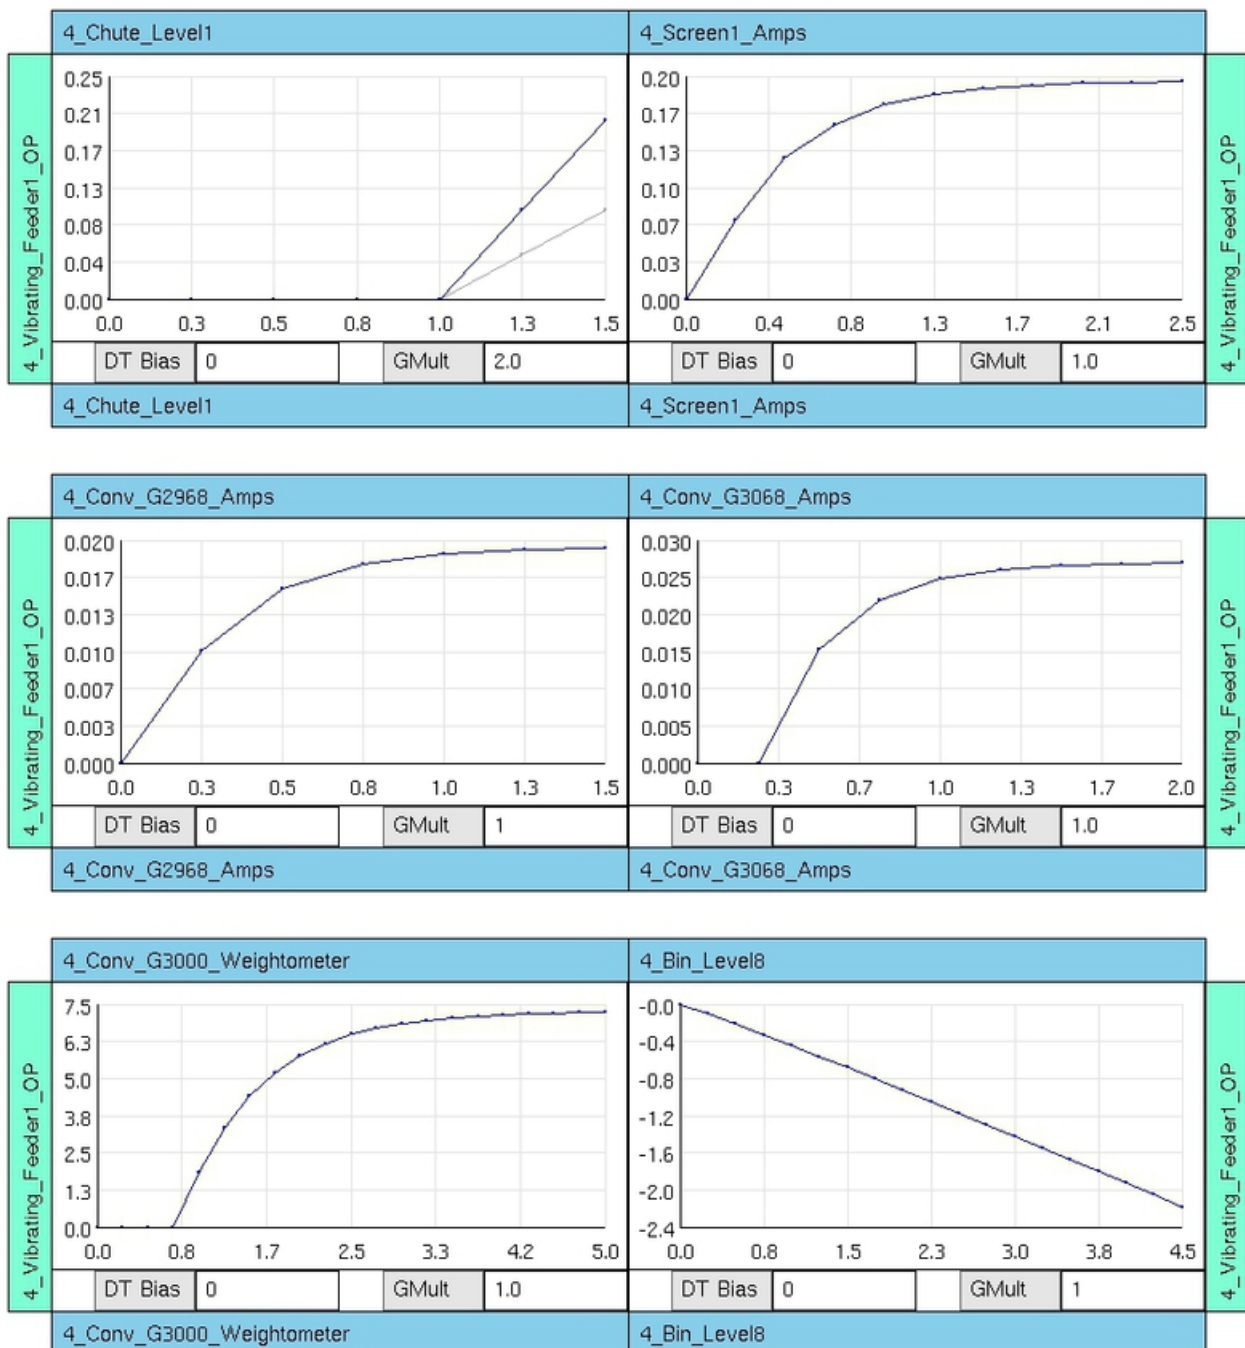 4_Chute_Level1
4_Screen1_Amps
4_Vibrating_Feeder1_OP
0.25
0.21
0.17
0.13
0.08
0.04
0.00
0.0 0.3 0.5 0.8 1.0 1.3 1.5
DT Bias 0 GMult 2.0
0.20
0.17
0.13
0.10
0.07
0.03
0.00
0.0 0.4 0.8 1.3 1.7 2.1 2.5
DT Bias 0 GMult 1.0
4_Vibrating_Feeder1_OP
4_Chute_Level1
4_Screen1_Amps
4_Conv_G2968_Amps
4_Conv_G3068_Amps
4_Vibrating_Feeder1_OP
0.020
0.017
0.013
0.010
0.007
0.003
0.000
0.0 0.3 0.5 0.8 1.0 1.3 1.5
DT Bias 0 GMult 1
0.030
0.025
0.020
0.015
0.010
0.005
0.000
0.0 0.3 0.7 1.0 1.3 1.7 2.0
DT Bias 0 GMult 1.0
4_Vibrating_Feeder1_OP
4_Conv_G2968_Amps
4_Conv_G3068_Amps
4_Conv_G3000_Weightometer
4_Bin_Level8
4_Vibrating_Feeder1_OP
7.5
6.3
5.0
3.8
2.5
1.3
0.0
0.0 0.8 1.7 2.5 3.3 4.2 5.0
DT Bias 0 GMult 1.0
-0.0
-0.4
-0.8
-1.2
-1.6
-2.0
-2.4
0.0 0.8 1.5 2.3 3.0 3.8 4.5
DT Bias 0 GMult 1
4_Vibrating_Feeder1_OP
4_Conv_G3000_Weightometer
4_Bin_Level8